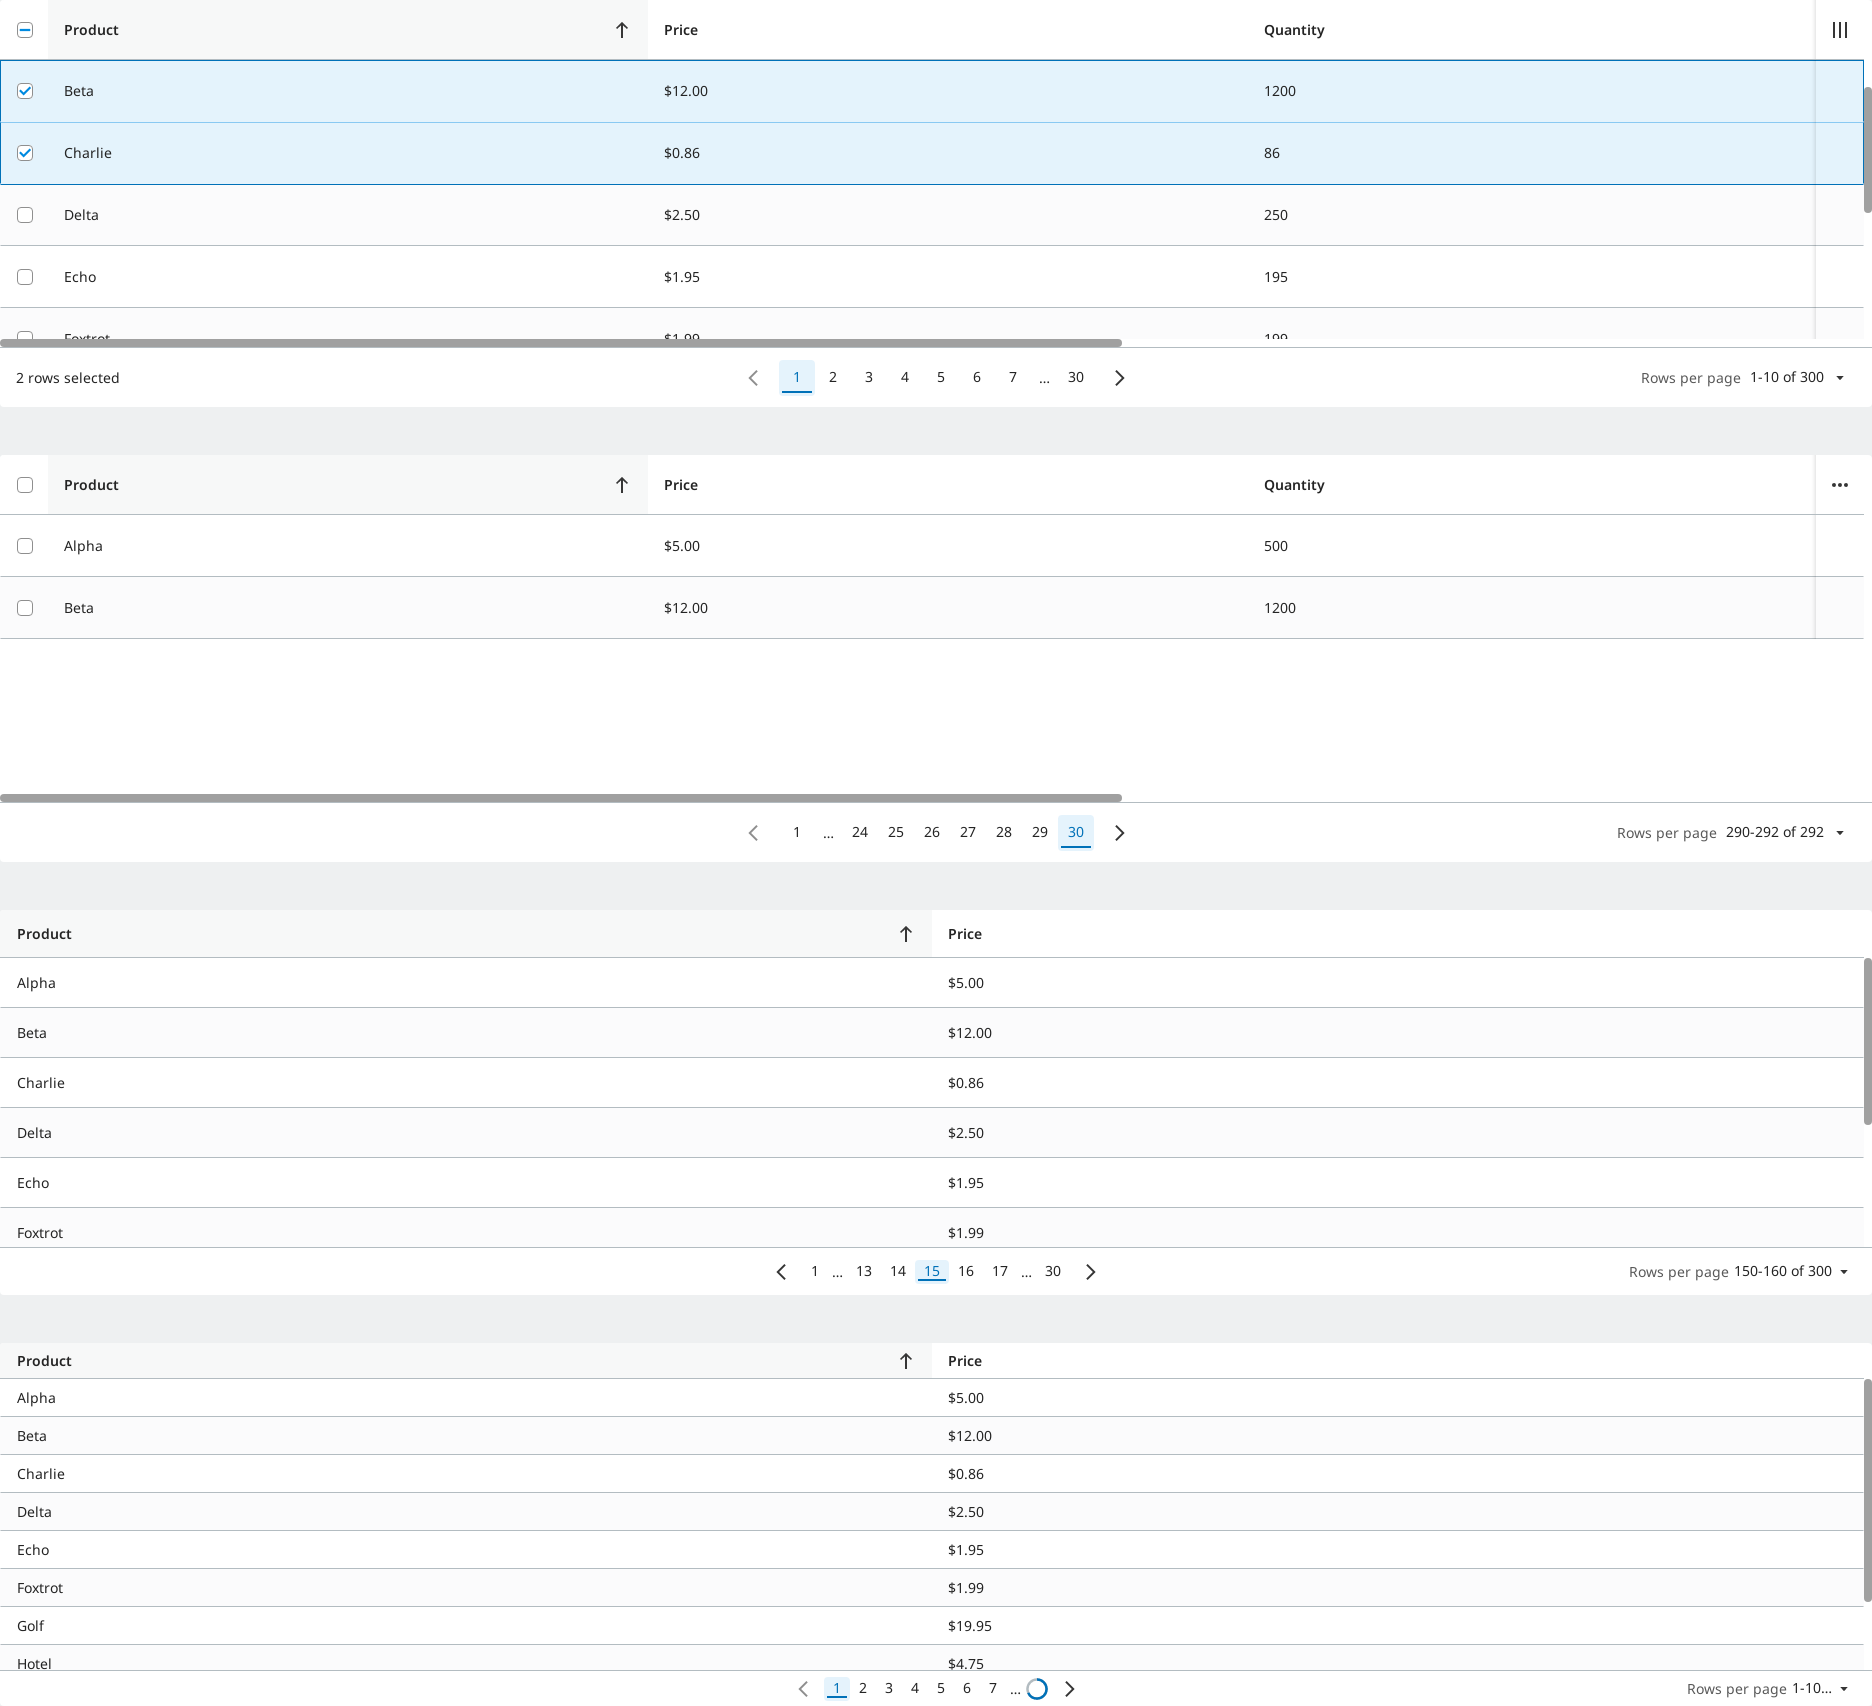 Product Price Quantity
Beta $12.00 1200
Charlie $0.86 86
Delta $2.50 250
Echo $1.95 195
Foxtrot $1.99 199
2 rows selected 1 2 3 4 5 6 7 ... 30 Rows per page 1-10 of 300
Product Price Quantity
Alpha $5.00 500
Beta $12.00 1200
1 ... 24 25 26 27 28 29 30 Rows per page 290-292 of 292
Product Price
Alpha $5.00
Beta $12.00
Charlie $0.86
Delta $2.50
Echo $1.95
Foxtrot $1.99
1 ... 13 14 15 16 17 ... 30 Rows per page 150-160 of 300
Product Price
Alpha $5.00
Beta $12.00
Charlie $0.86
Delta $2.50
Echo $1.95
Foxtrot $1.99
Golf $19.95
Hotel $4.75
1 2 3 4 5 6 7 ... Rows per page 1-10...